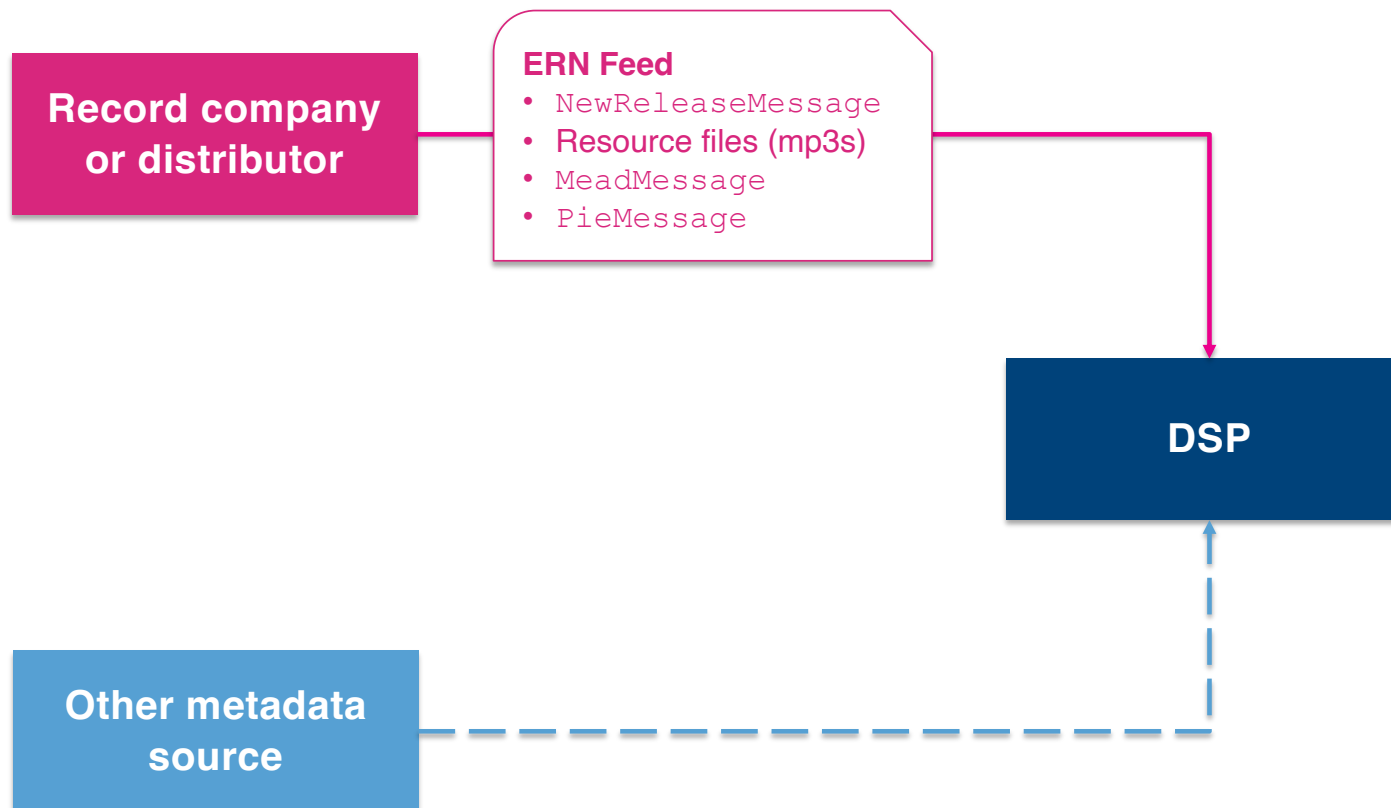 Record company
or distributor
ERN Feed
• NewReleaseMessage
• Resource files (mp3s)
• MeadMessage
• PieMessage
DSP
Other metadata
source